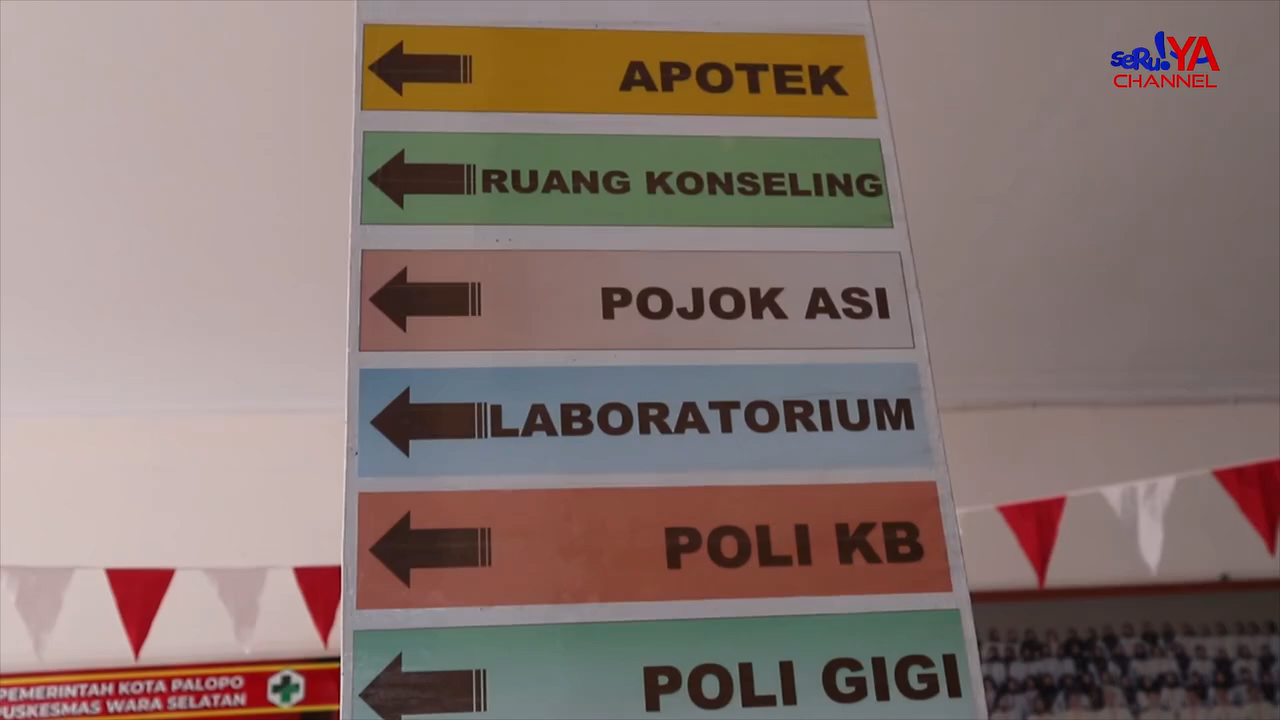 seRu!YA
CHANNEL
APOTEK
RUANG KONSELING
POJOK ASI
LABORATORIUM
POLI KB
POLI GIGI
PEMERINTAH KOTA PALOPO
PUSKESMAS WARA SELATAN